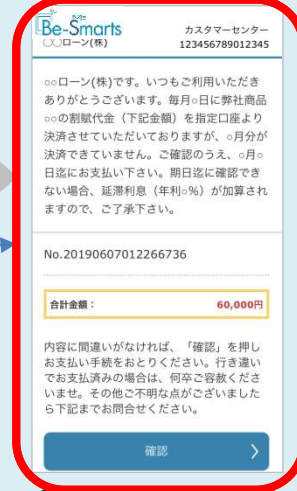 Be-Smarts
○○ローン(株)
カスタマーセンター
123456789012345
○○ローン(株)です。いつもご利用いただき
ありがとうございます。毎月○日に弊社商品
○○の割賦代金（下記金額）を指定口座より
決済させていただいておりますが、○月分が
決済できていません。ご確認のうえ、○月○
日迄にお支払い下さい。期日迄に確認でき
ない場合、延滞利息（年利○%）が加算され
ますので、ご了承下さい。
No.20190607012266736
合計金額：
60,000円
内容に間違いがなければ、「確認」を押し
お支払い手続をおとりください。行き違い
でお支払済みの場合は、何卒ご容赦くださ
いませ。その他ご不明な点がございました
ら下記までお問合せください。
確認